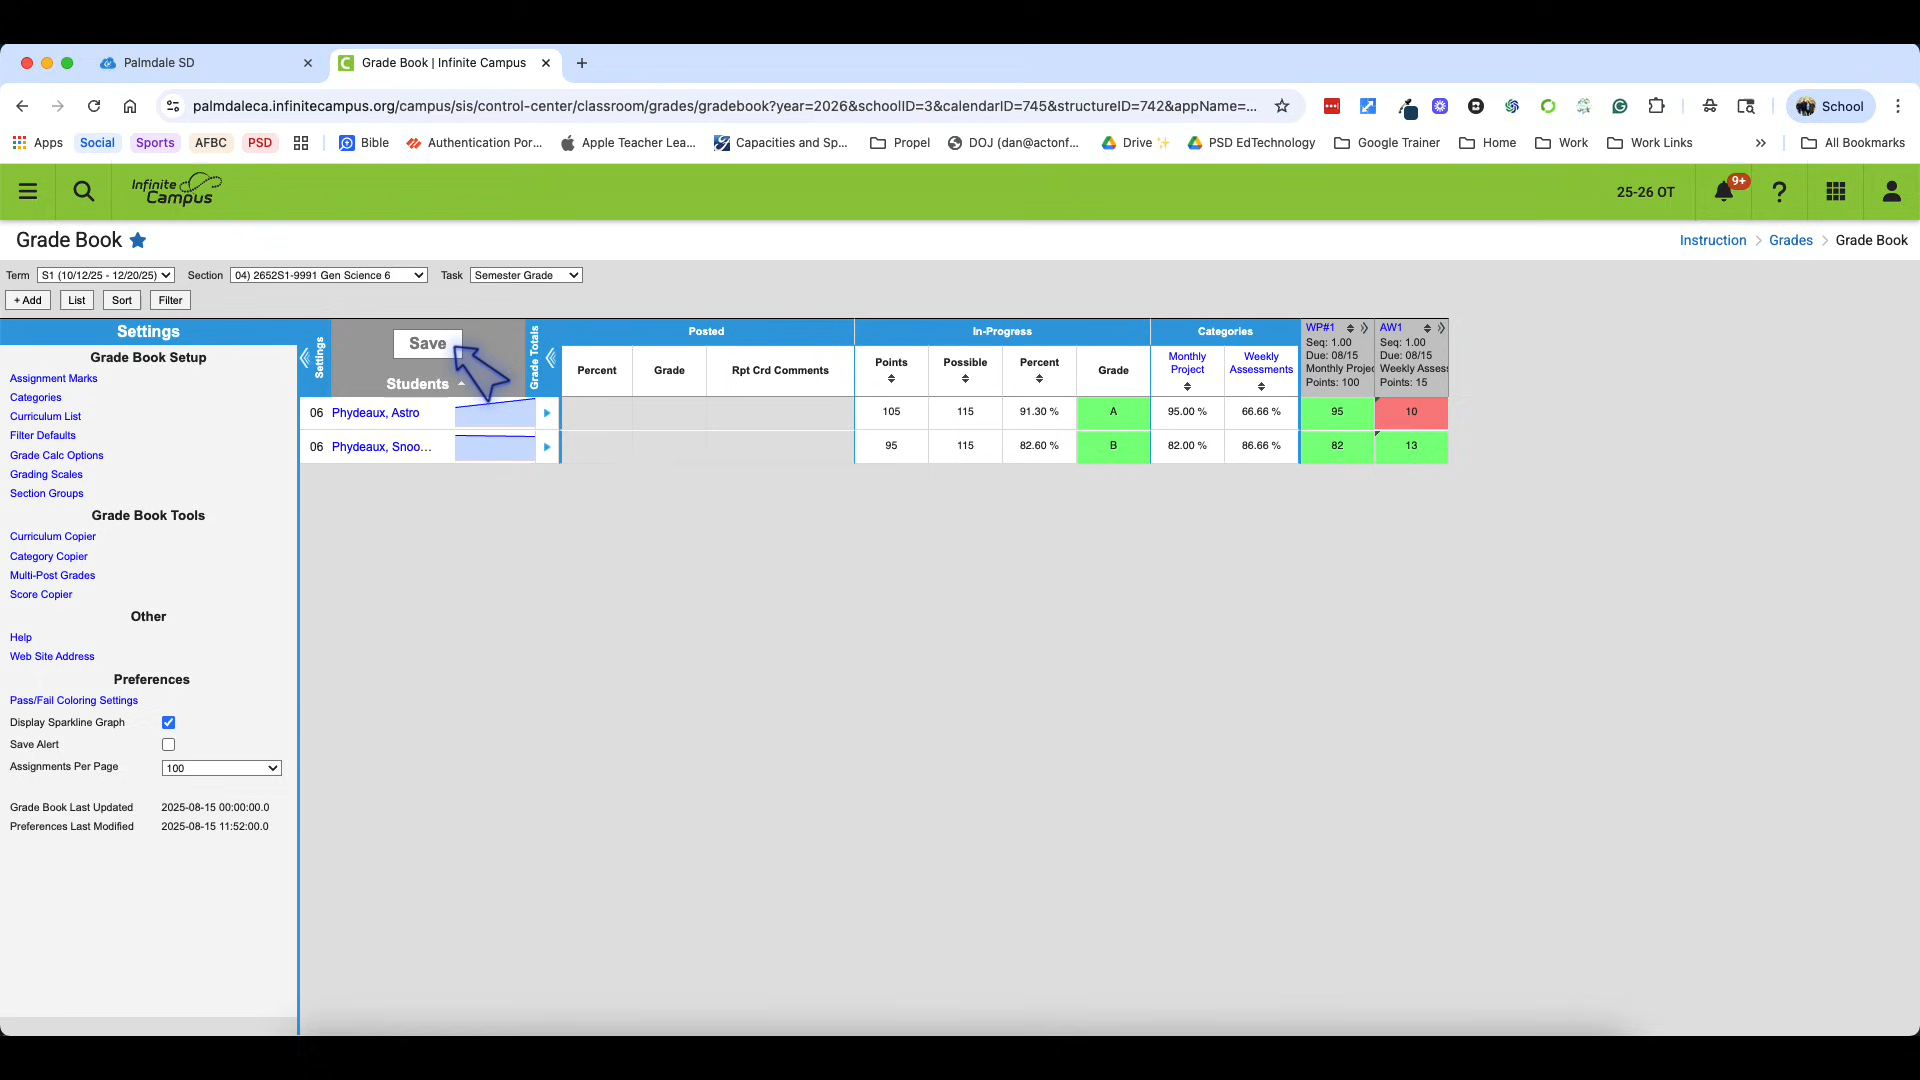 Palmdale SD
Grade Book | Infinite Campus
palmdaleca.infinitecampus.org/campus/sis/control-center/classroom/grades/gradebook?year=2026&schoolID=3&calendarID=745&structureID=742&appName=...
School
Apps
Social
Sports
AFBC
PSD
Bible
Authentication Por...
Apple Teacher Lea...
Capacities and Sp...
Propel
DOJ (dan@actonf...
Drive
PSD EdTechnology
Google Trainer
Home
Work
Work Links
All Bookmarks
Infinite
Campus
25-26 OT
9+
Grade Book
Instruction > Grades > Grade Book
Term S1 (10/12/25 - 12/20/25) Section 04) 2652S1-9991 Gen Science 6 Task Semester Grade
+ Add List Sort Filter
Settings
Grade Book Setup
Assignment Marks
Categories
Curriculum List
Filter Defaults
Grade Calc Options
Grading Scales
Section Groups
Grade Book Tools
Curriculum Copier
Category Copier
Multi-Post Grades
Score Copier
Other
Help
Web Site Address
Preferences
Pass/Fail Coloring Settings
Display Sparkline Graph
Save Alert
Assignments Per Page 100
Grade Book Last Updated 2025-08-15 00:00:00.0
Preferences Last Modified 2025-08-15 11:52:00.0
Settings
Save
Students
Grade Totals
Posted In-Progress Categories
Percent Grade Rpt Crd Comments Points Possible Percent Grade Monthly Project Weekly Assessments
WP#1
Seq: 1.00
Due: 08/15
Monthly Projec
Points: 100
AW1
Seq: 1.00
Due: 08/15
Weekly Assess
Points: 15
06 Phydeaux, Astro 105 115 91.30 % A 95.00 % 66.66 % 95 10
06 Phydeaux, Snoo... 95 115 82.60 % B 82.00 % 86.66 % 82 13